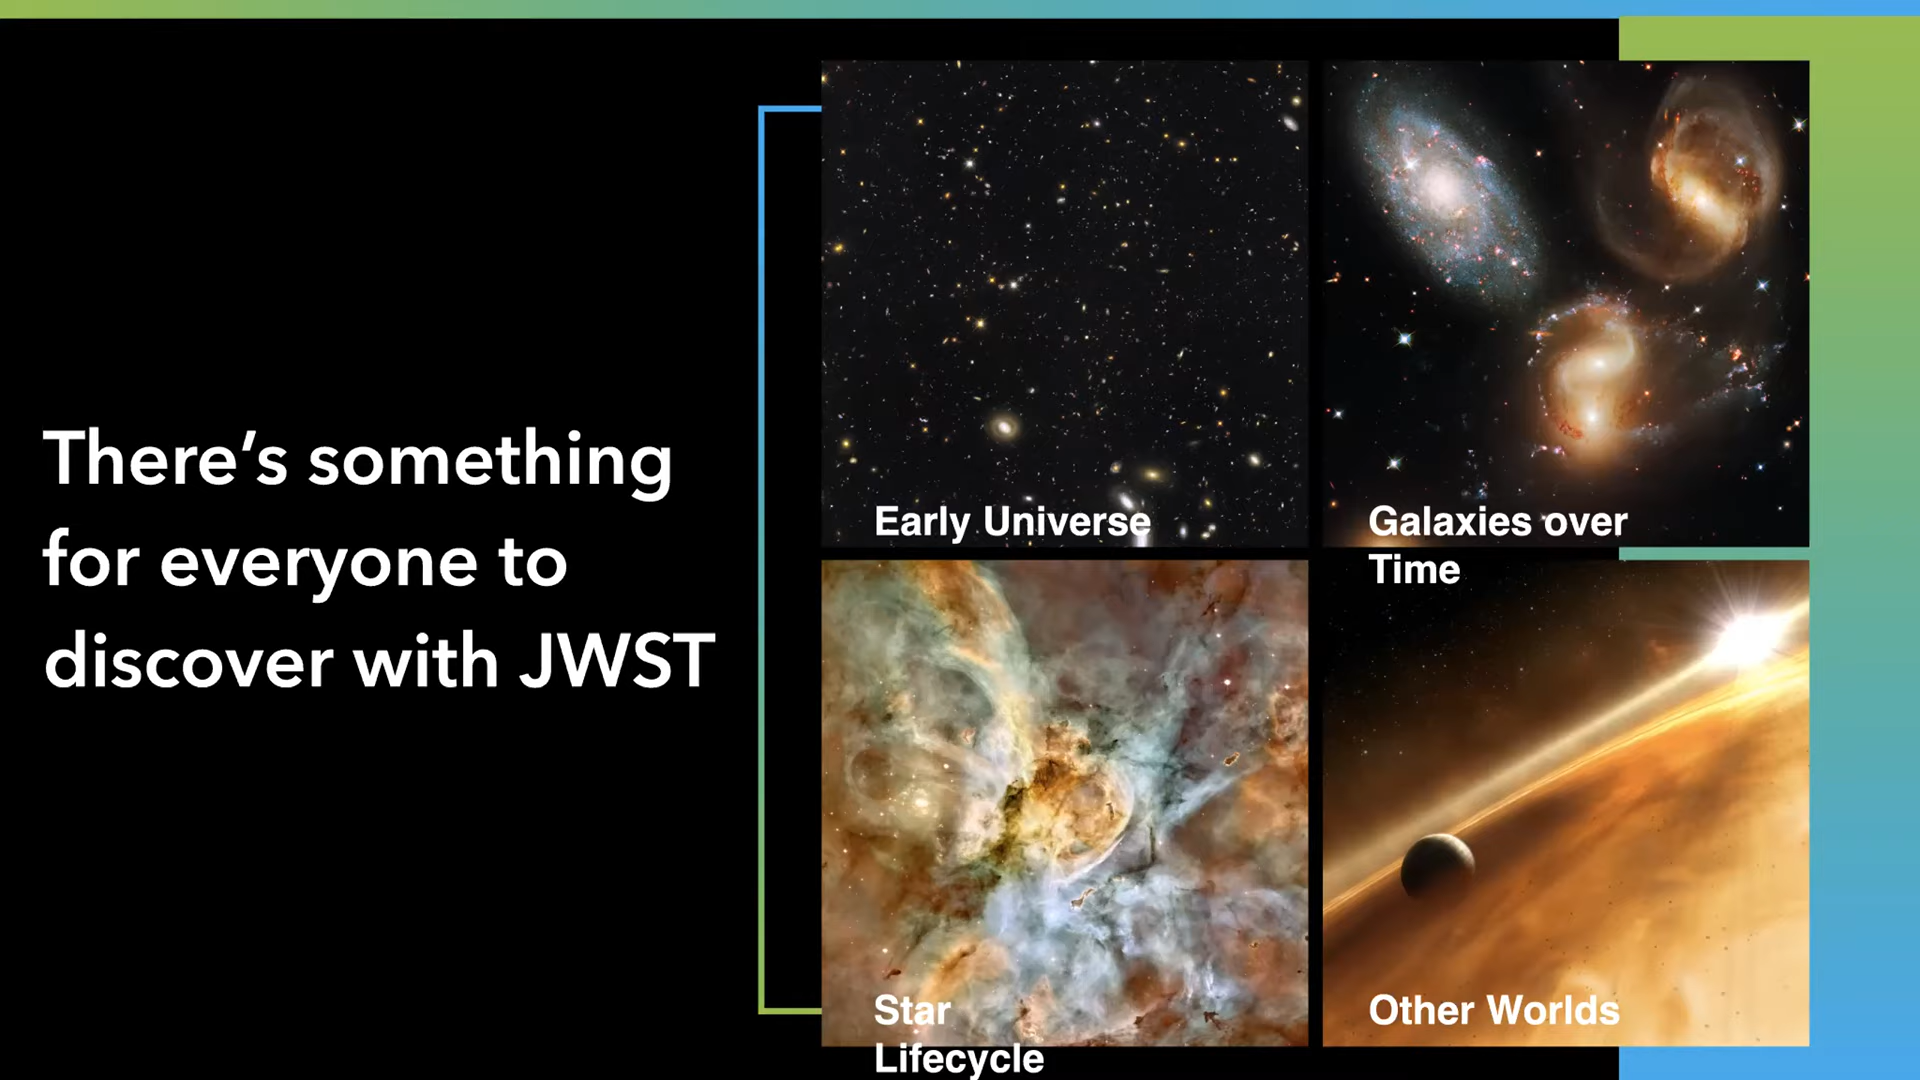 There’s something
for everyone to
discover with JWST
Early Universe
Galaxies over
Time
Star
Lifecycle
Other Worlds